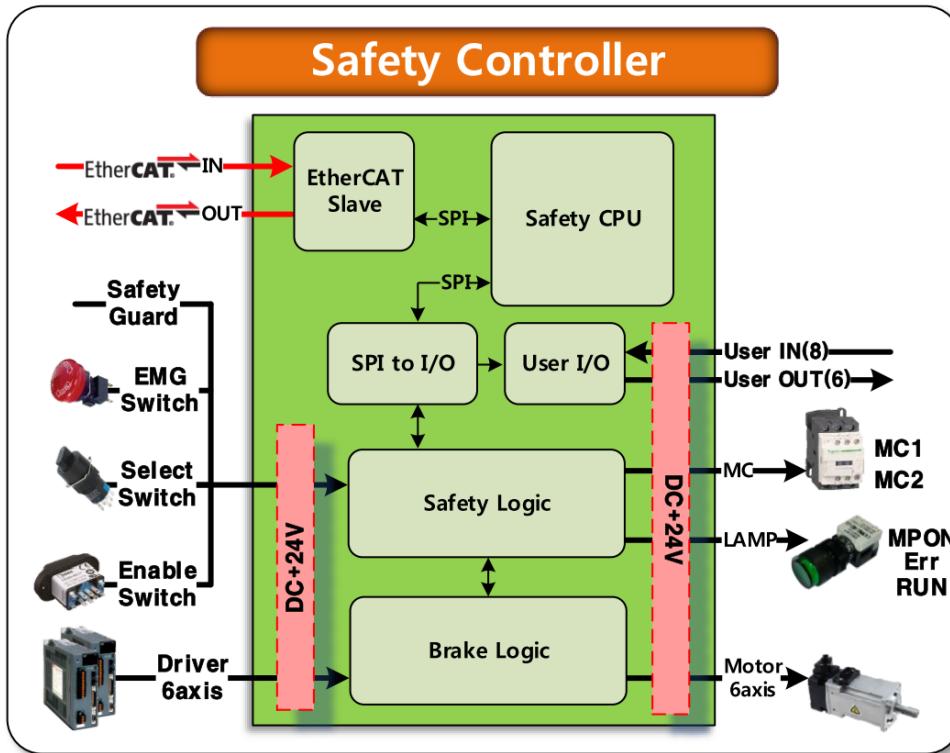 Safety Controller
EtherCAT® IN
EtherCAT® OUT
EtherCAT
Slave
SPI
Safety CPU
SPI
Safety
Guard
SPI to I/O
User I/O
User IN(8)
User OUT(6)
EMG
Switch
Select
Switch
Safety Logic
MC
MC1
MC2
DC+24V
DC+24V
LAMP
MPON
Err
RUN
Enable
Switch
Driver
6axis
Brake Logic
Motor
6axis